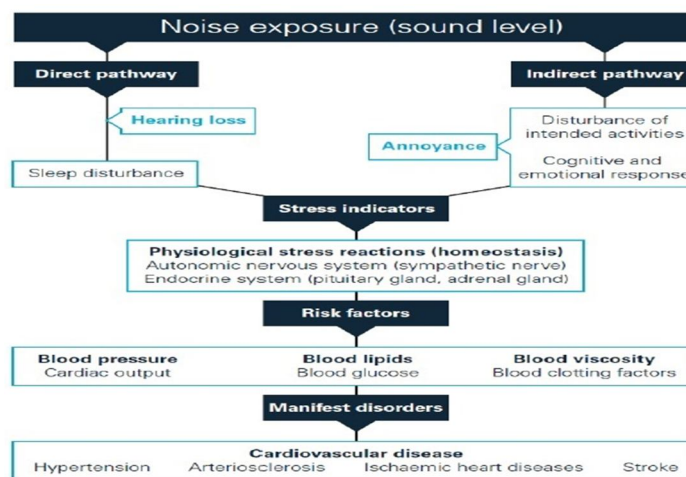 Noise exposure (sound level)
Direct pathway
Indirect pathway
Hearing loss
Disturbance of
intended activities
Annoyance
Cognitive and
emotional response
Sleep disturbance
Stress indicators
Physiological stress reactions (homeostasis)
Autonomic nervous system (sympathetic nerve)
Endocrine system (pituitary gland, adrenal gland)
Risk factors
Blood pressure Blood lipids Blood viscosity
Cardiac output Blood glucose Blood clotting factors
Manifest disorders
Cardiovascular disease
Hypertension Arteriosclerosis Ischaemic heart diseases Stroke